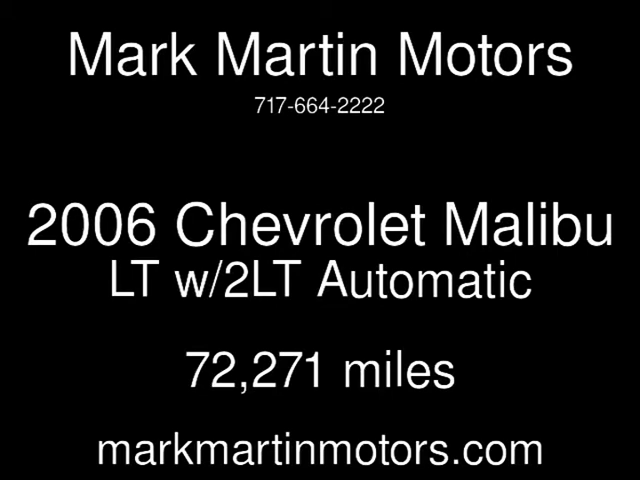 Mark Martin Motors
717-664-2222
2006 Chevrolet Malibu
LT w/2LT Automatic
72,271 miles
markmartinmotors.com